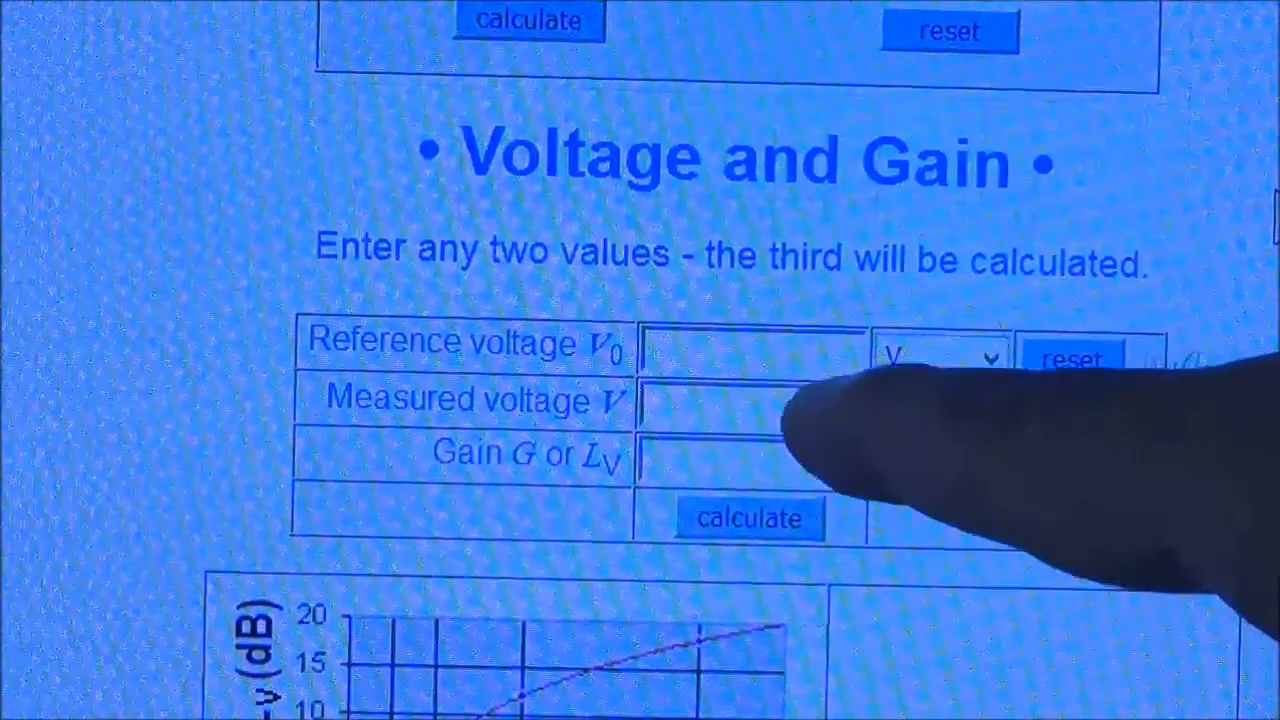 calculate reset
• Voltage and Gain •
Enter any two values - the third will be calculated.
Reference voltage V0 V reset
Measured voltage V
Gain G or LV
calculate
20
15
10
(dB)